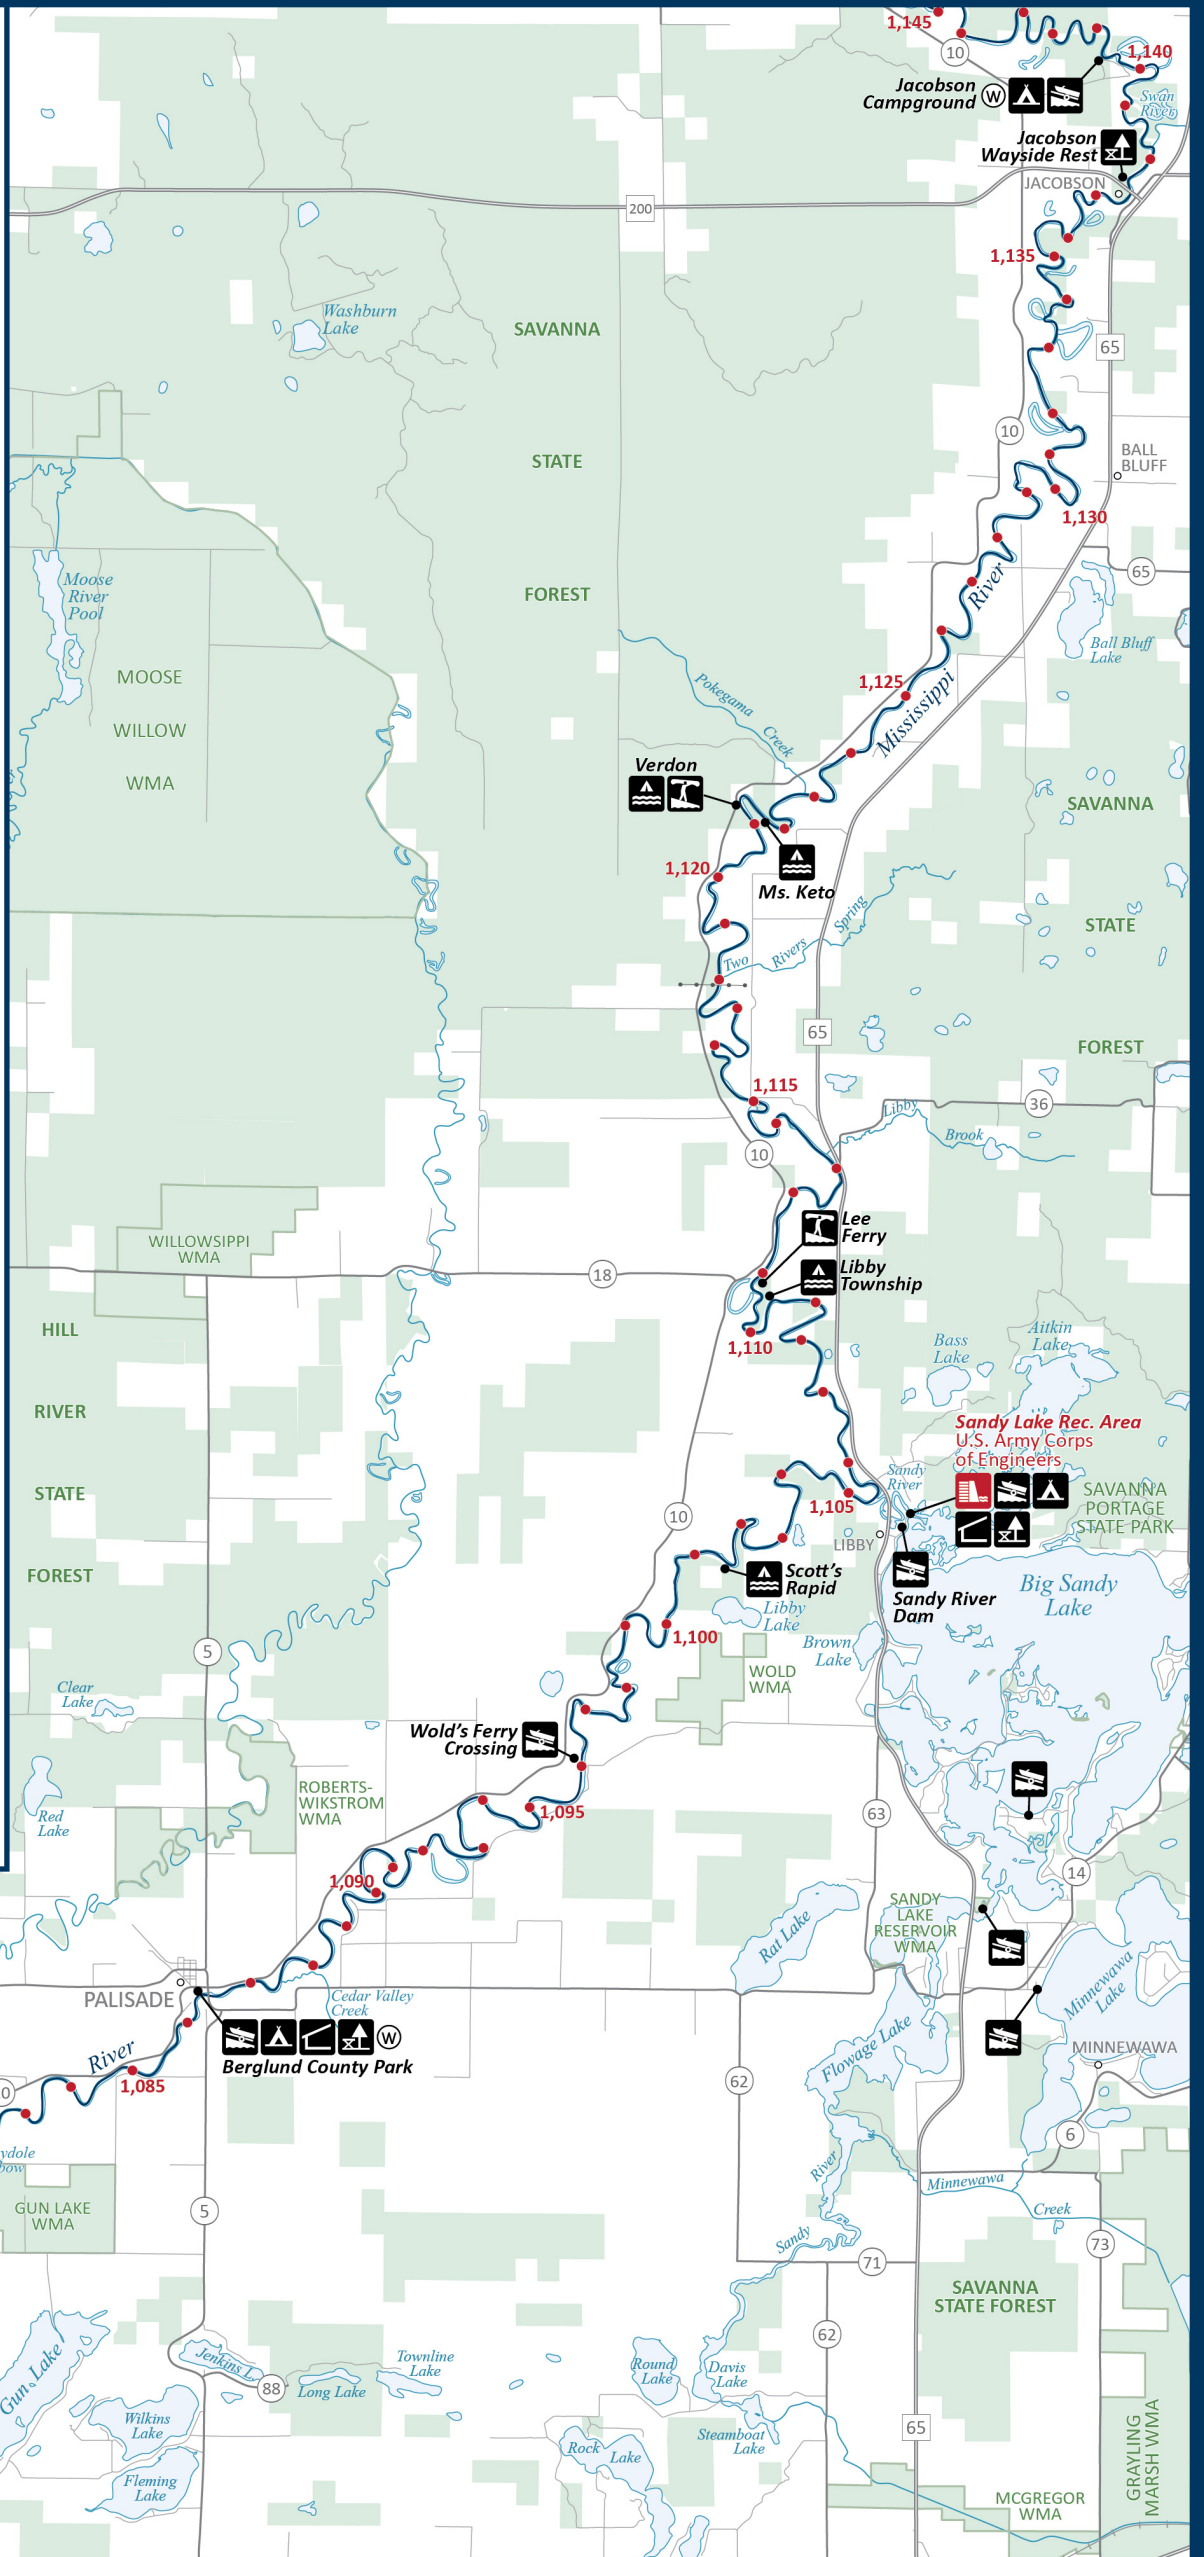 1,145
10
1,140
Jacobson
Campground W
Swan
River
Jacobson
Wayside Rest
JACOBSON
200
1,135
Washburn
Lake
SAVANNA
65
10
BALL
BLUFF
STATE
1,130
65
Moose
River
Pool
FOREST
River
Ball Bluff
Lake
MOOSE
WILLOW
WMA
1,125
Pokegama
Creek
Mississippi
Verdon
SAVANNA
1,120
Ms. Keto
Spring
STATE
Two
Rivers
65
FOREST
1,115
36
Libby
Brook
10
Lee
Ferry
WILLOWSIPPI
WMA
18
Libby
Township
HILL
1,110
Bass
Lake
Aitkin
Lake
RIVER
Sandy Lake Rec. Area
U.S. Army Corps
of Engineers
Sandy
River
STATE
1,105
SAVANNA
PORTAGE
STATE PARK
10
LIBBY
FOREST
Scott's
Rapid
Sandy River
Dam
Big Sandy
Lake
Libby
Lake
1,100
Brown
Lake
5
WOLD
WMA
Clear
Lake
Wold's Ferry
Crossing
ROBERTS-
WIKSTROM
WMA
Red
Lake
1,095
63
14
1,090
SANDY
LAKE
RESERVOIR
WMA
Rat Lake
Minnewawa
Lake
PALISADE
Cedar Valley
Creek
W
Berglund County Park
River
1,085
Flowage Lake
MINNEWAWA
62
6
River
Minnewawa
Creek
GUN LAKE
WMA
5
Sandy
73
71
SAVANNA
STATE FOREST
62
Gun Lake
Jenkins L.
88
Long Lake
Townline
Lake
Round
Lake
Davis
Lake
Wilkins
Lake
Steamboat
Lake
65
Rock
Lake
Fleming
Lake
MCGREGOR
WMA
GRAYLING
MARSH WMA